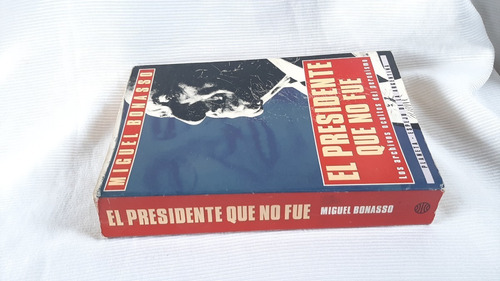 MIGUEL BONASSO
EL PRESIDENTE
QUE NO FUE
Los archivos ocultos del peronismo
EL PRESIDENTE QUE NO FUE MIGUEL BONASSO